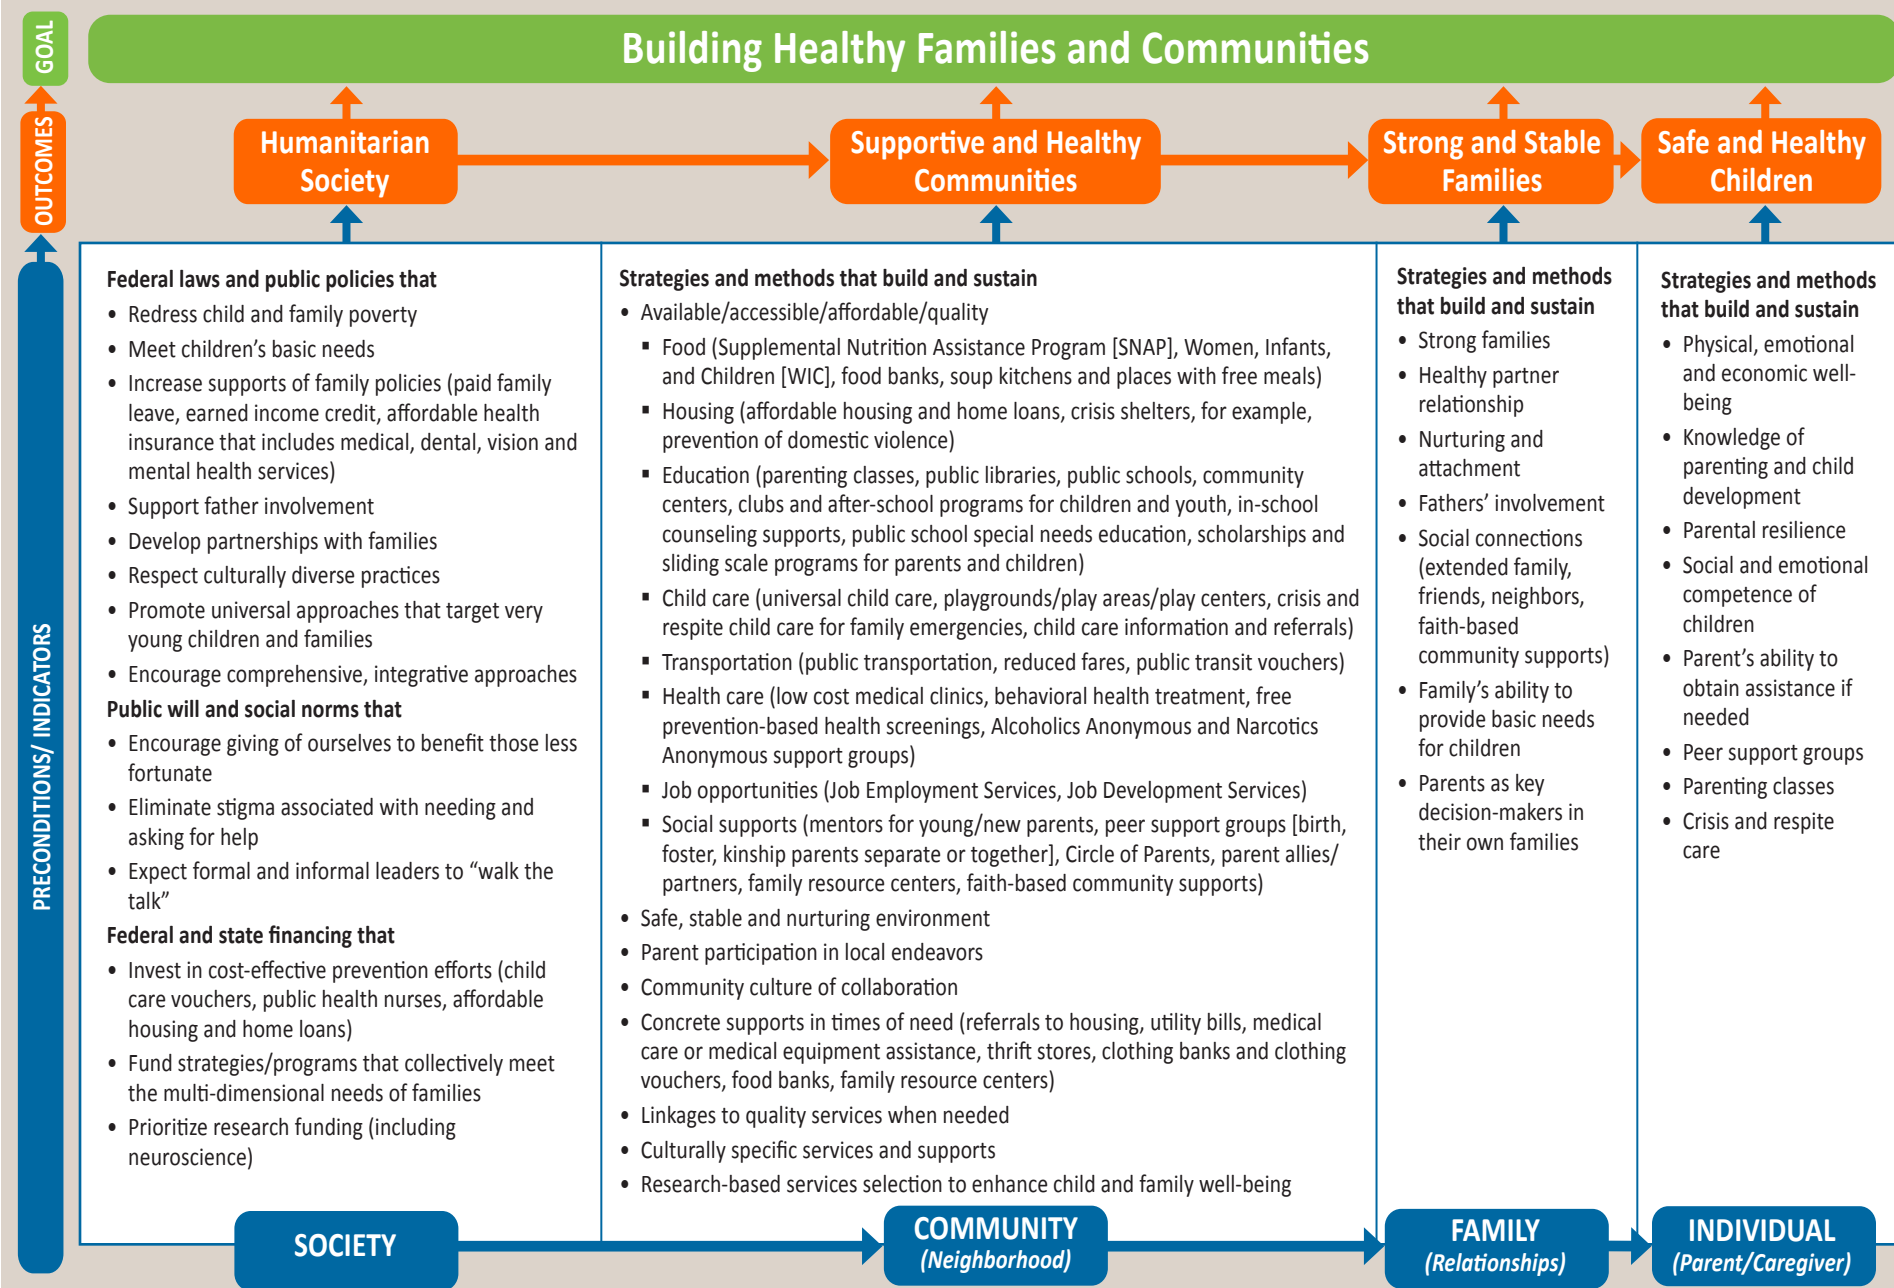 GOAL
Building Healthy Families and Communities
OUTCOMES
Humanitarian
Society
Supportive and Healthy
Communities
Strong and Stable
Families
Safe and Healthy
Children
PRECONDITIONS/ INDICATORS
Federal laws and public policies that
• Redress child and family poverty
• Meet children's basic needs
• Increase supports of family policies (paid family
leave, earned income credit, affordable health
insurance that includes medical, dental, vision and
mental health services)
• Support father involvement
• Develop partnerships with families
• Respect culturally diverse practices
• Promote universal approaches that target very
young children and families
• Encourage comprehensive, integrative approaches
Public will and social norms that
• Encourage giving of ourselves to benefit those less
fortunate
• Eliminate stigma associated with needing and
asking for help
• Expect formal and informal leaders to “walk the
talk”
Federal and state financing that
• Invest in cost-effective prevention efforts (child
care vouchers, public health nurses, affordable
housing and home loans)
• Fund strategies/programs that collectively meet
the multi-dimensional needs of families
• Prioritize research funding (including
neuroscience)
Strategies and methods that build and sustain
• Available/accessible/affordable/quality
▪ Food (Supplemental Nutrition Assistance Program [SNAP], Women, Infants,
and Children [WIC], food banks, soup kitchens and places with free meals)
▪ Housing (affordable housing and home loans, crisis shelters, for example,
prevention of domestic violence)
▪ Education (parenting classes, public libraries, public schools, community
centers, clubs and after-school programs for children and youth, in-school
counseling supports, public school special needs education, scholarships and
sliding scale programs for parents and children)
▪ Child care (universal child care, playgrounds/play areas/play centers, crisis and
respite child care for family emergencies, child care information and referrals)
▪ Transportation (public transportation, reduced fares, public transit vouchers)
▪ Health care (low cost medical clinics, behavioral health treatment, free
prevention-based health screenings, Alcoholics Anonymous and Narcotics
Anonymous support groups)
▪ Job opportunities (Job Employment Services, Job Development Services)
▪ Social supports (mentors for young/new parents, peer support groups [birth,
foster, kinship parents separate or together], Circle of Parents, parent allies/
partners, family resource centers, faith-based community supports)
• Safe, stable and nurturing environment
• Parent participation in local endeavors
• Community culture of collaboration
• Concrete supports in times of need (referrals to housing, utility bills, medical
care or medical equipment assistance, thrift stores, clothing banks and clothing
vouchers, food banks, family resource centers)
• Linkages to quality services when needed
• Culturally specific services and supports
• Research-based services selection to enhance child and family well-being
Strategies and methods
that build and sustain
• Strong families
• Healthy partner
relationship
• Nurturing and
attachment
• Fathers' involvement
• Social connections
(extended family,
friends, neighbors,
faith-based
community supports)
• Family's ability to
provide basic needs
for children
• Parents as key
decision-makers in
their own families
Strategies and methods
that build and sustain
• Physical, emotional
and economic well-
being
• Knowledge of
parenting and child
development
• Parental resilience
• Social and emotional
competence of
children
• Parent's ability to
obtain assistance if
needed
• Peer support groups
• Parenting classes
• Crisis and respite
care
SOCIETY
COMMUNITY
(Neighborhood)
FAMILY
(Relationships)
INDIVIDUAL
(Parent/Caregiver)